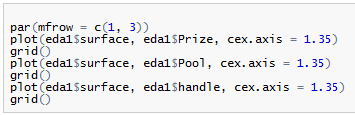 par(mfrow = c(1, 3))
plot(eda1$surface, eda1$Prize, cex.axis = 1.35)
grid()
plot(eda1$surface, eda1$Pool, cex.axis = 1.35)
grid()
plot(eda1$surface, eda1$handle, cex.axis = 1.35)
grid()